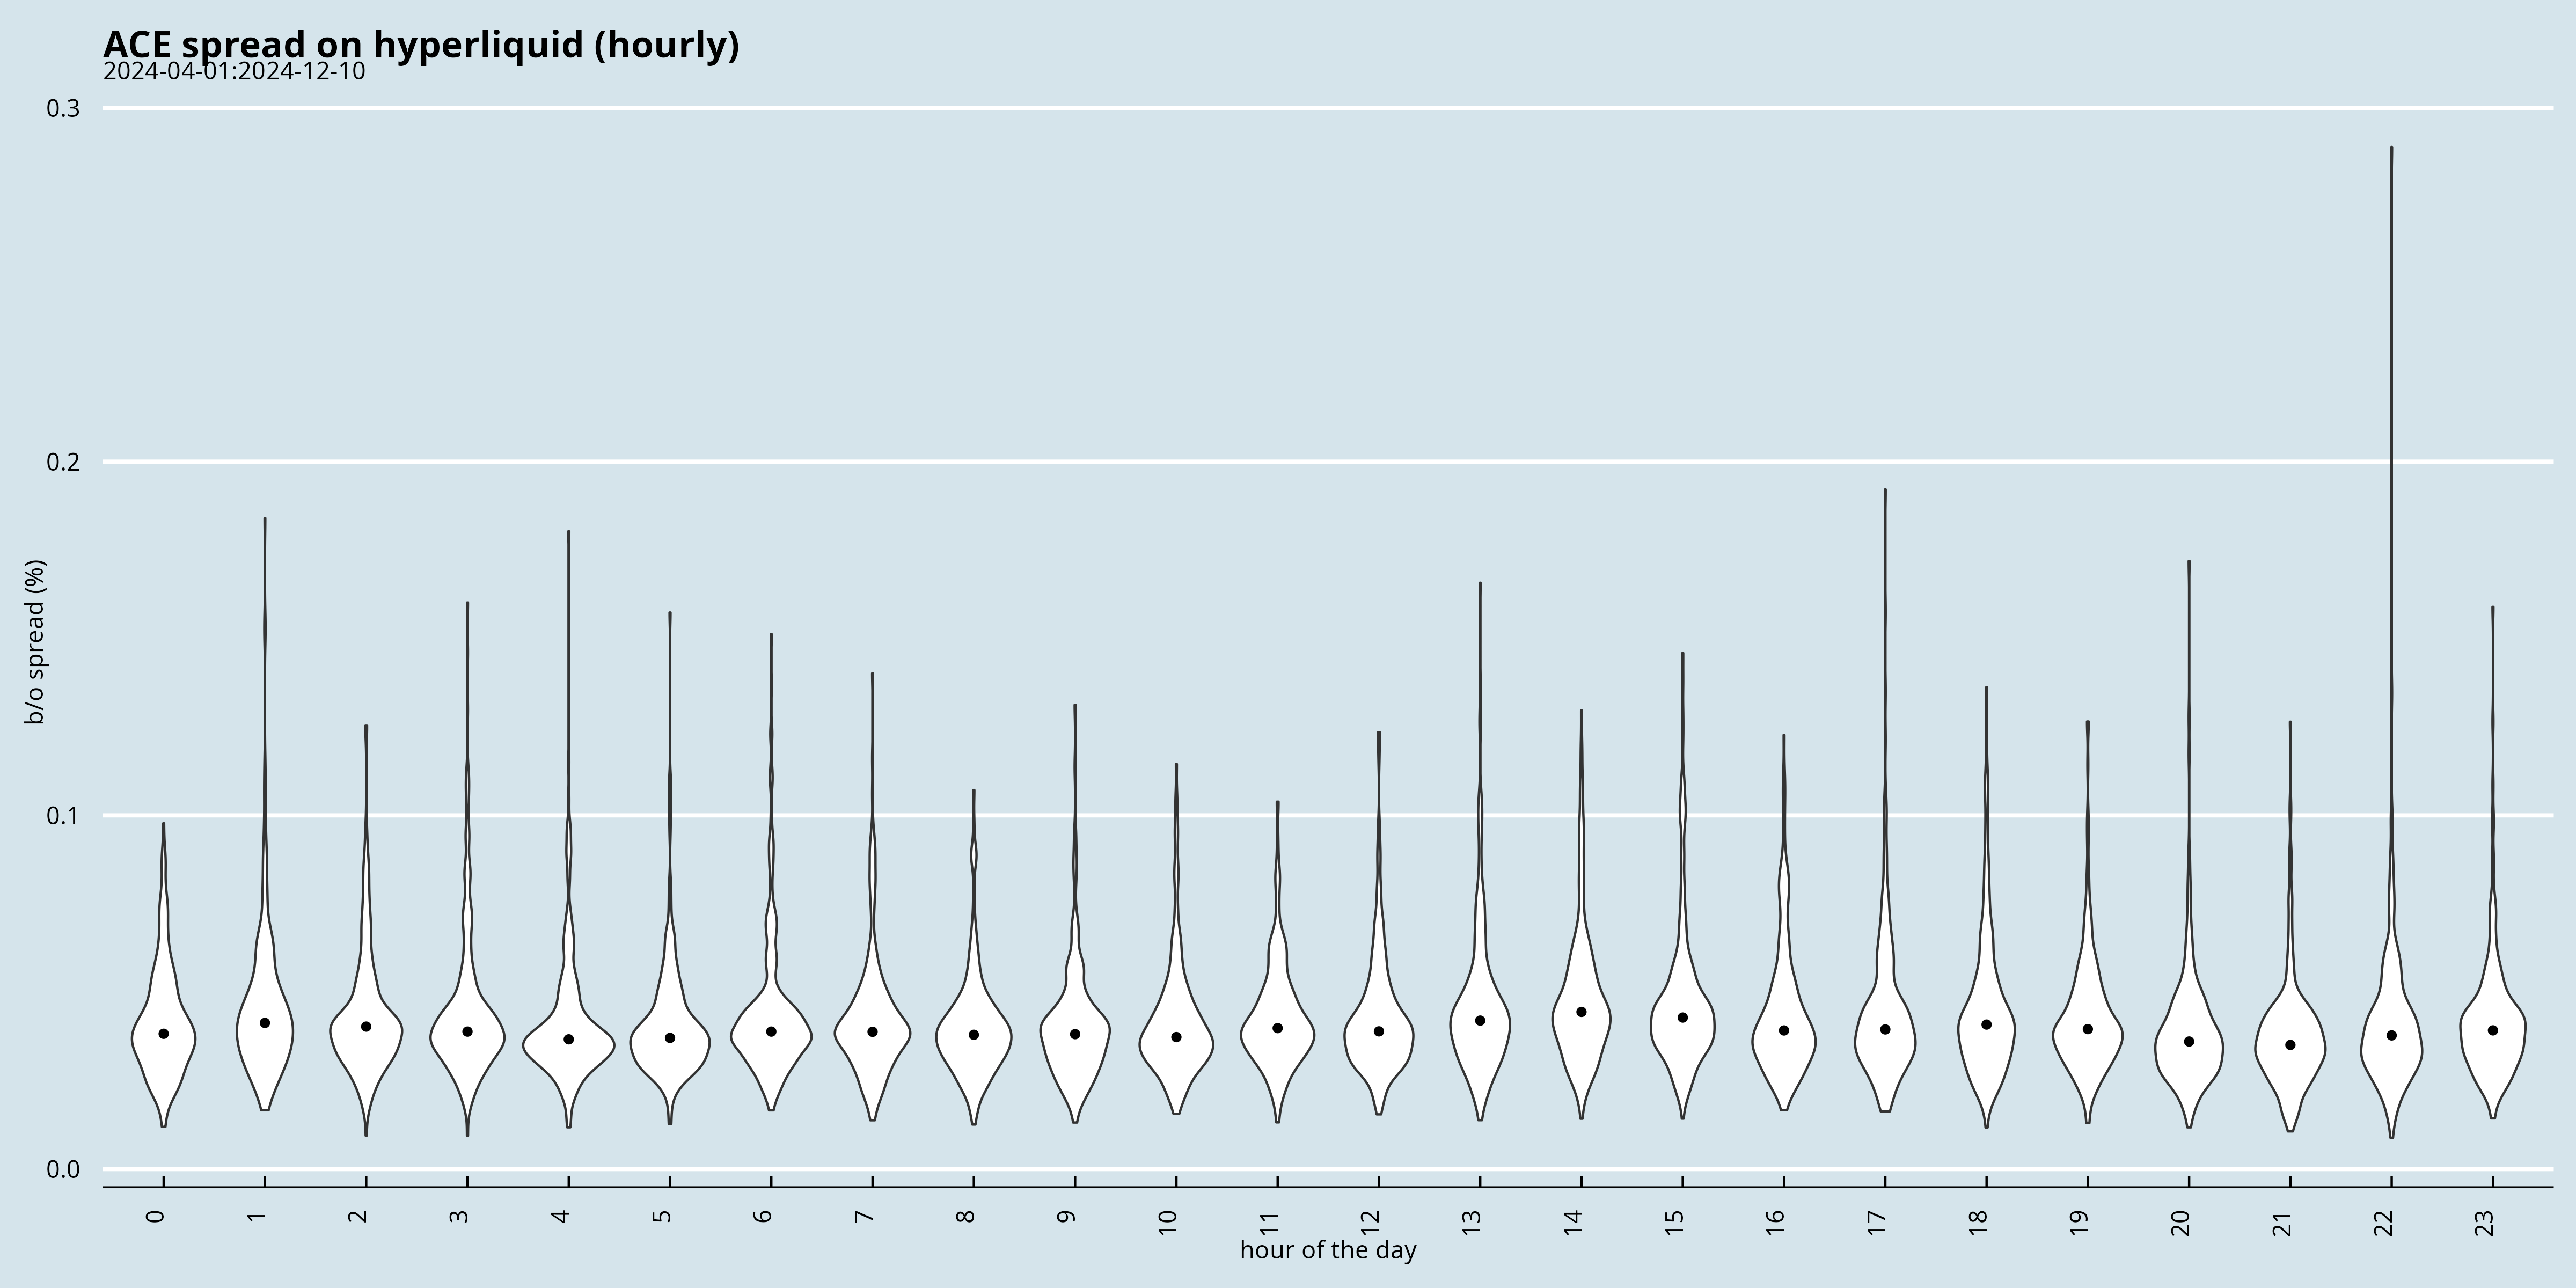 ACE spread on hyperliquid (hourly)
2024-04-01:2024-12-10
0.3
0.2
0.1
0.0
b/o spread (%)
0 1 2 3 4 5 6 7 8 9 10 11 12 13 14 15 16 17 18 19 20 21 22 23
hour of the day